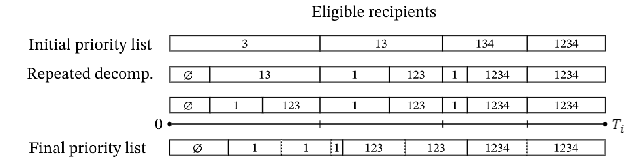 Eligible recipients
Initial priority list 3 13 134 1234
Repeated decomp. ∅ 13 1 123 1 1234 1234
∅ 1 123 1 123 1 1234 1234
0 T_i
Final priority list ∅ 1 1 1 123 123 1234 1234